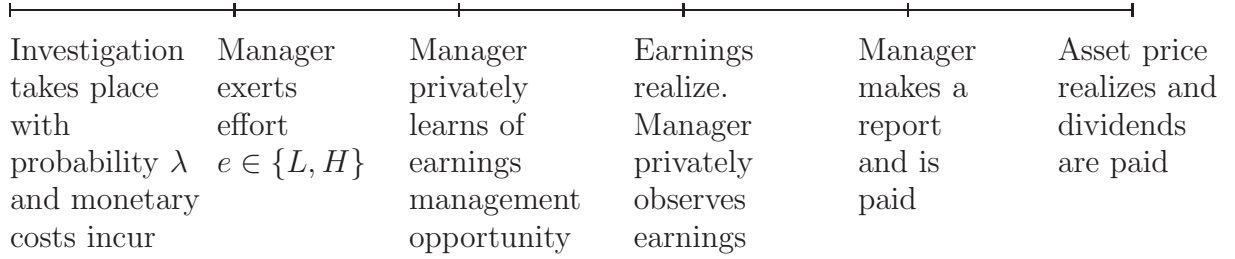 Investigation
takes place
with
probability λ
and monetary
costs incur
Manager
exerts
effort
e ∈ {L, H}
Manager
privately
learns of
earnings
management
opportunity
Earnings
realize.
Manager
privately
observes
earnings
Manager
makes a
report
and is
paid
Asset price
realizes and
dividends
are paid